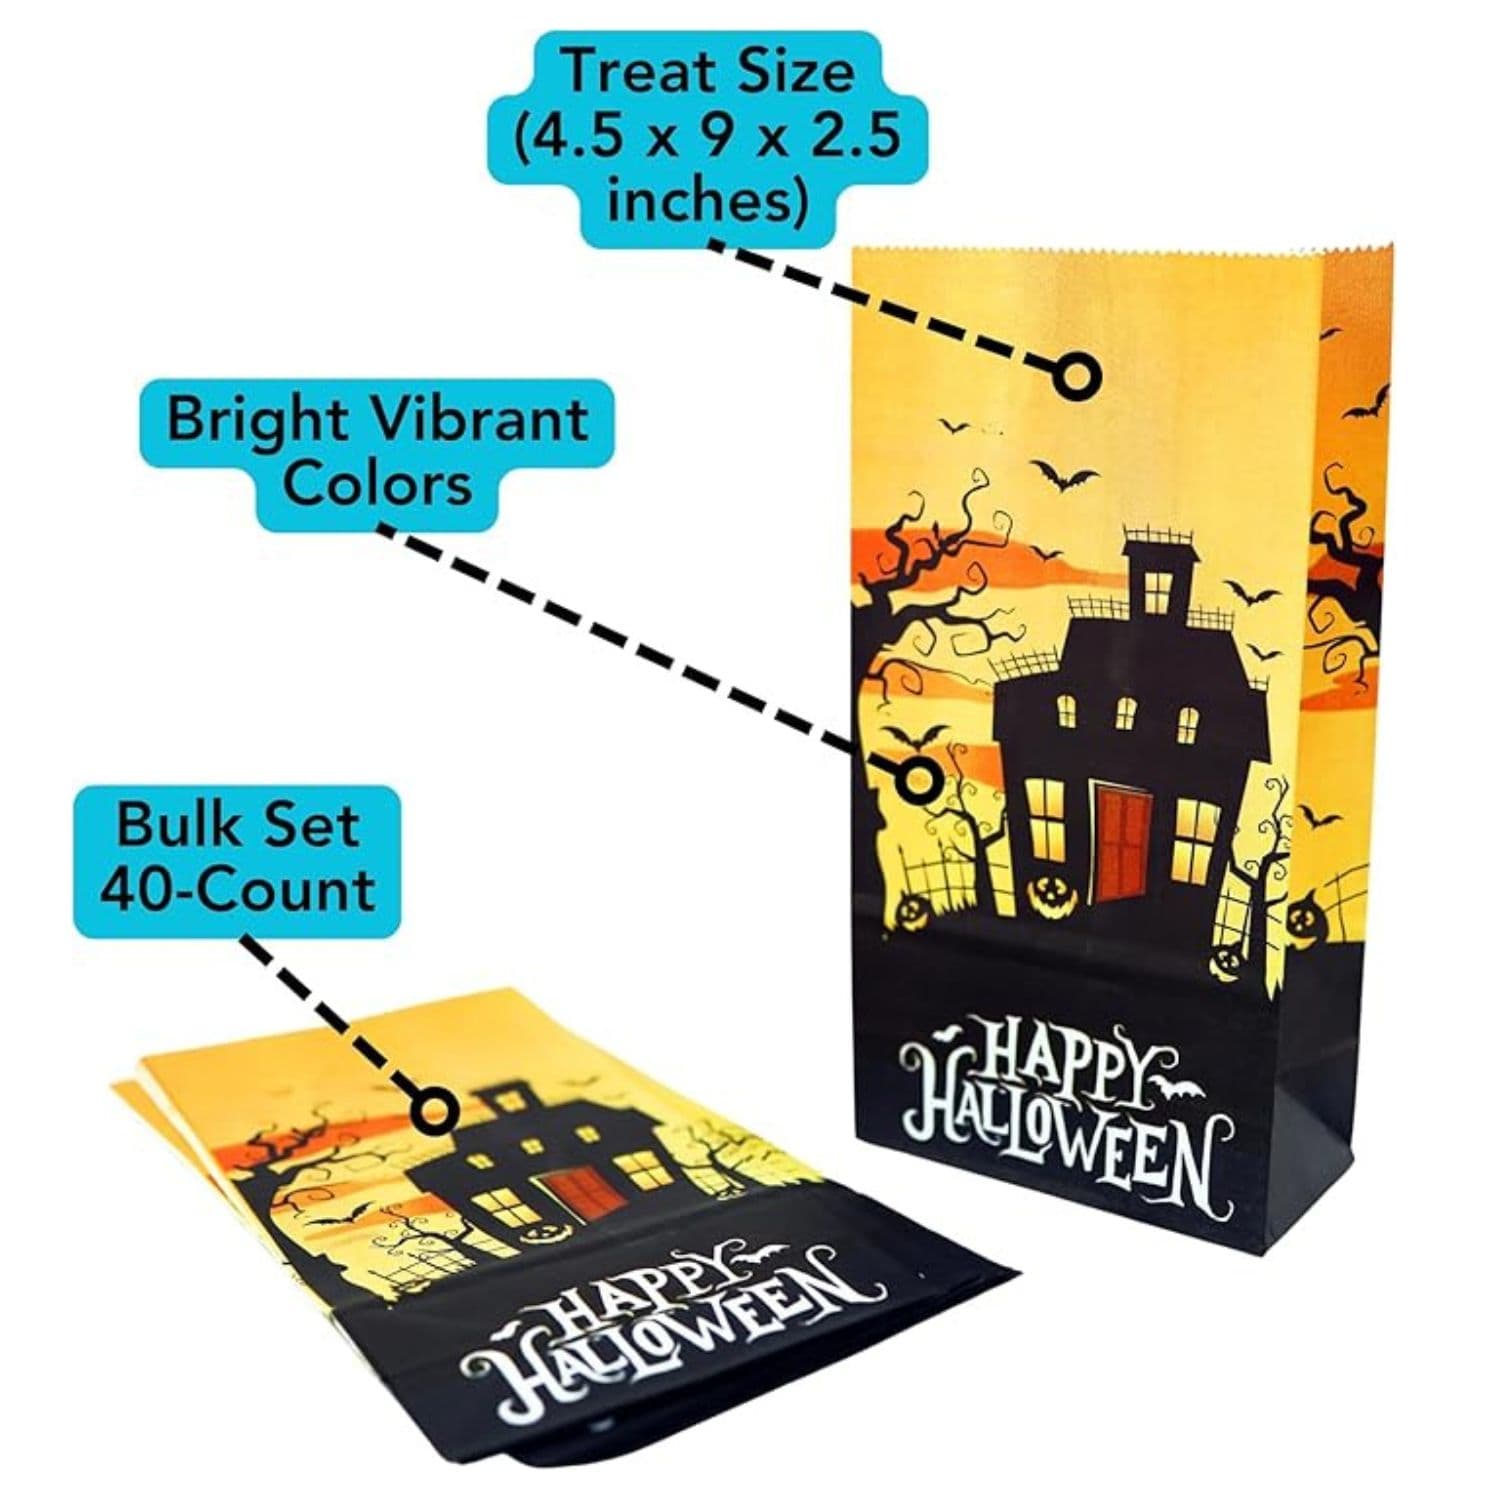 Treat Size
(4.5 x 9 x 2.5
inches)
Bright Vibrant
Colors
Bulk Set
40-Count
HAPPY
HALLOWEEN
HAPPY
HALLOWEEN